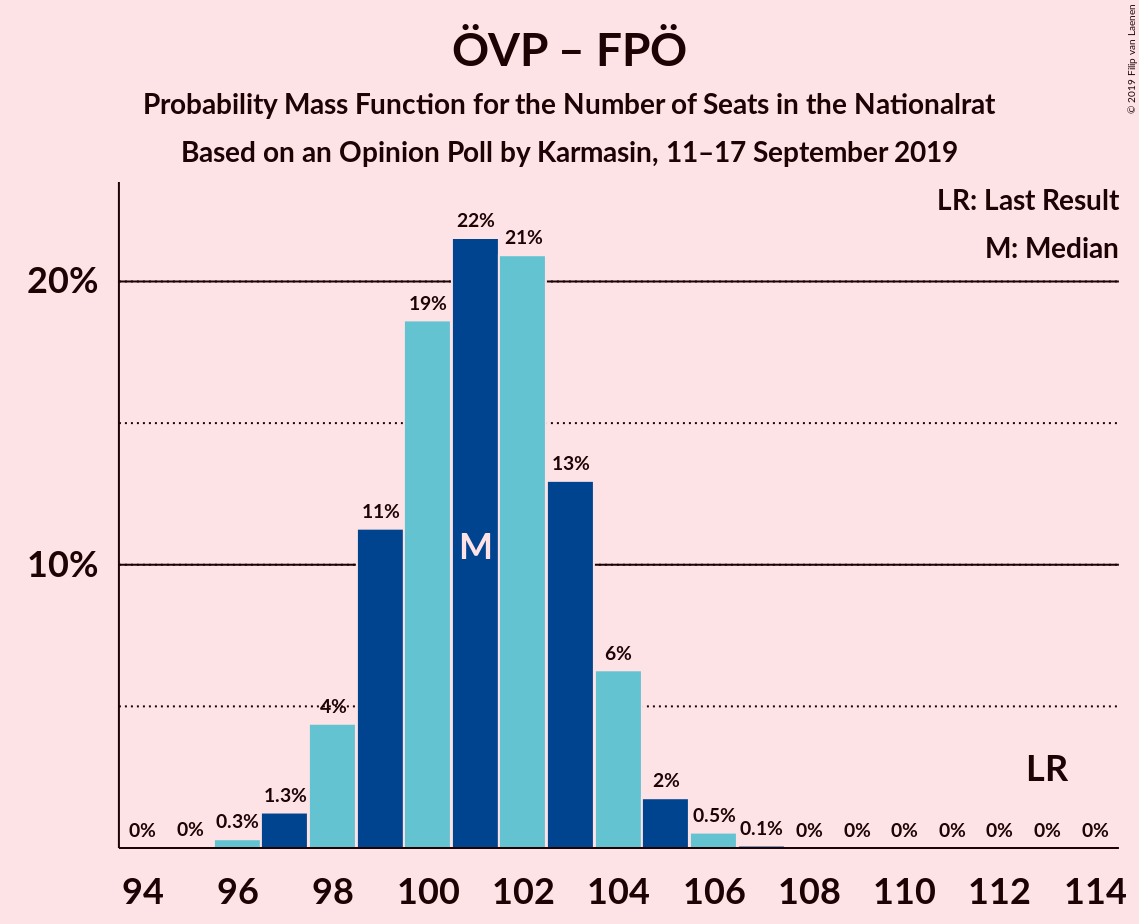 ÖVP – FPÖ
Probability Mass Function for the Number of Seats in the Nationalrat
Based on an Opinion Poll by Karmasin, 11–17 September 2019
© 2019 Filip van Laenen
LR: Last Result
M: Median
20%
10%
0% 0% 0.3% 1.3% 4% 11% 19% 22% 21% 13% 6% 2% 0.5% 0.1% 0% 0% 0% 0% 0% 0% 0%
M
LR
94 96 98 100 102 104 106 108 110 112 114